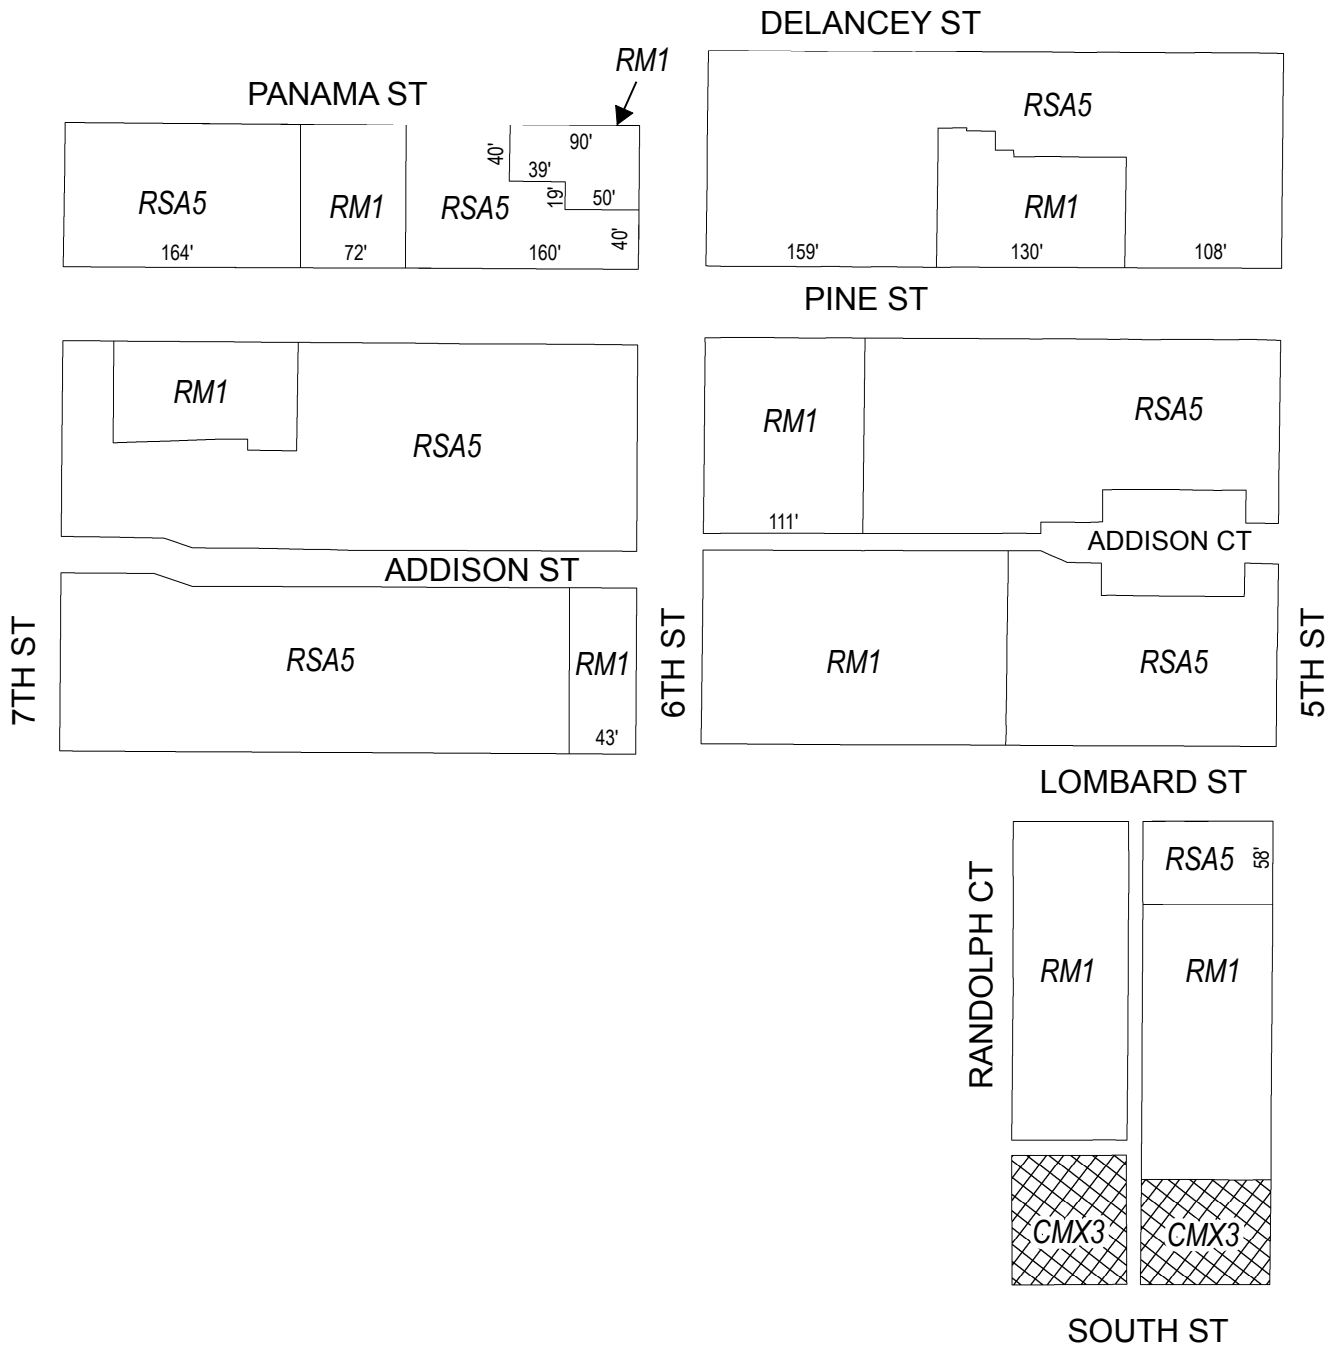 DELANCEY ST
RM1
PANAMA ST
RSA5
90'
40'
39'
19'
50'
RSA5
RM1
RSA5
RM1
40'
164'
72'
160'
159'
130'
108'
PINE ST
RM1
RSA5
RM1
RSA5
111'
ADDISON CT
ADDISON ST
7TH ST
RSA5
RM1
43'
6TH ST
RM1
RSA5
5TH ST
LOMBARD ST
RSA5
58'
RANDOLPH CT
RM1
RM1
CMX3
CMX3
SOUTH ST